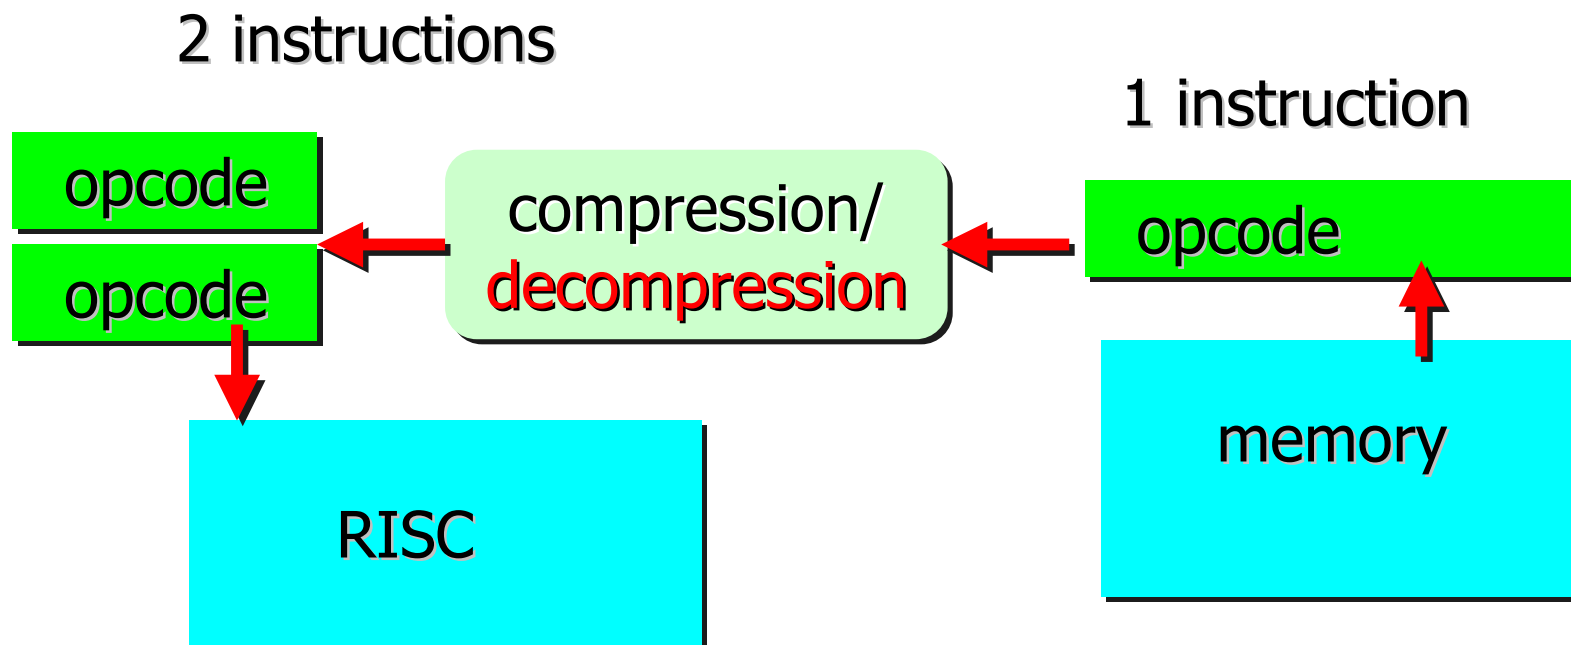 2 instructions
1 instruction
opcode
opcode
compression/
decompression
opcode
memory
RISC